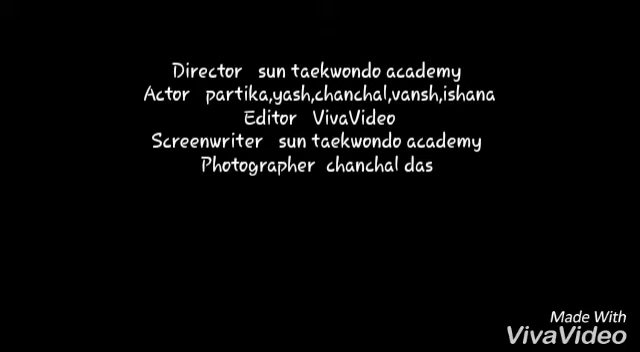 Director sun taekwondo academy
Actor partika,yash,chanchal,vansh,ishana
Editor VivaVideo
Screenwriter sun taekwondo academy
Photographer chanchal das
Made With
VivaVideo